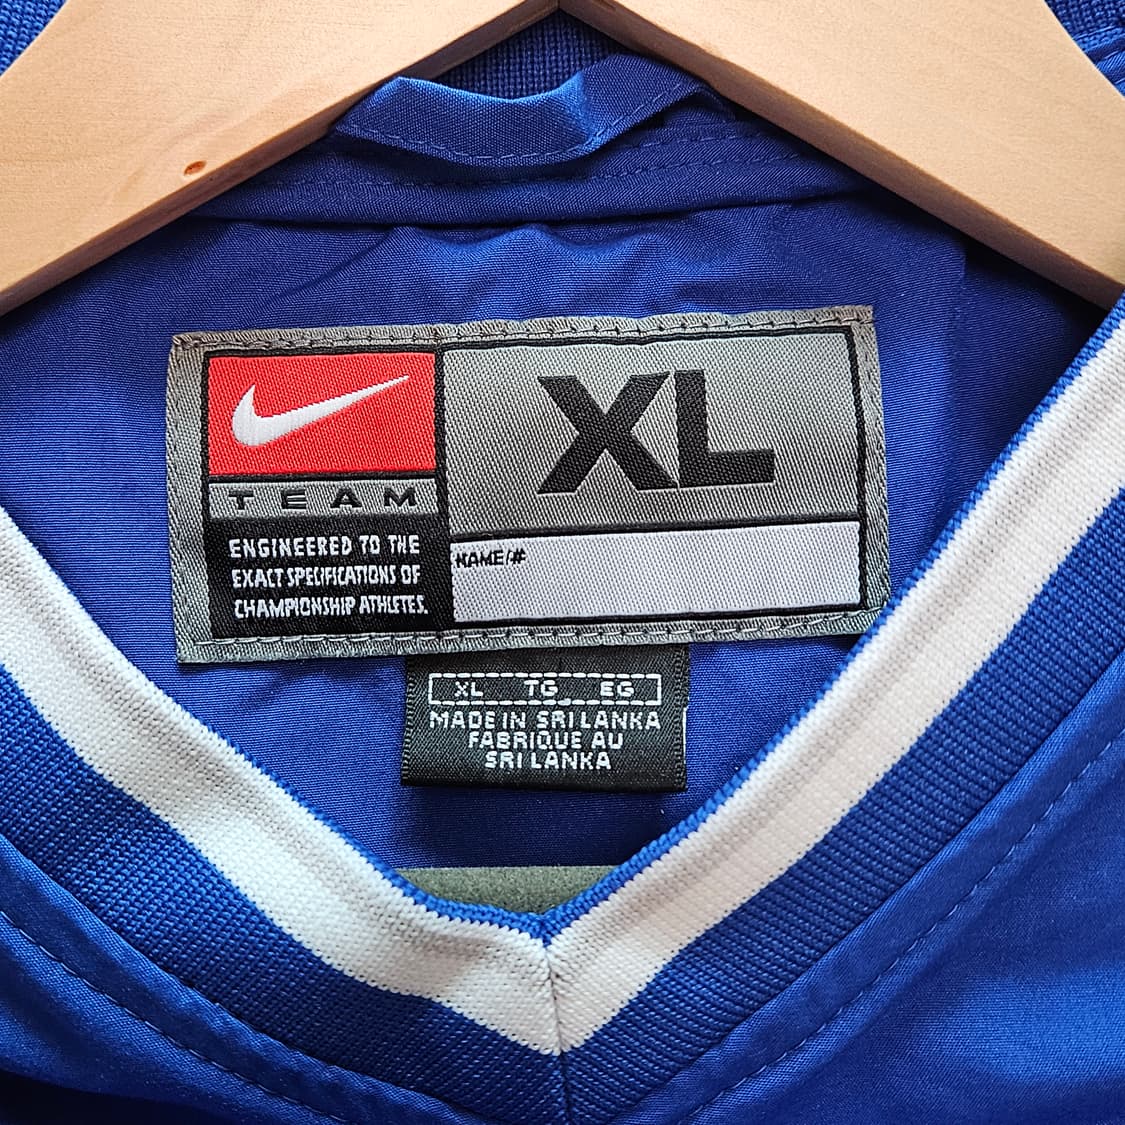 XL
TEAM
ENGINEERED TO THE
EXACT SPECIFICATIONS OF
CHAMPIONSHIP ATHLETES.
NAME/#
XL TG EG
MADE IN SRI LANKA
FABRIQUE AU
SRI LANKA